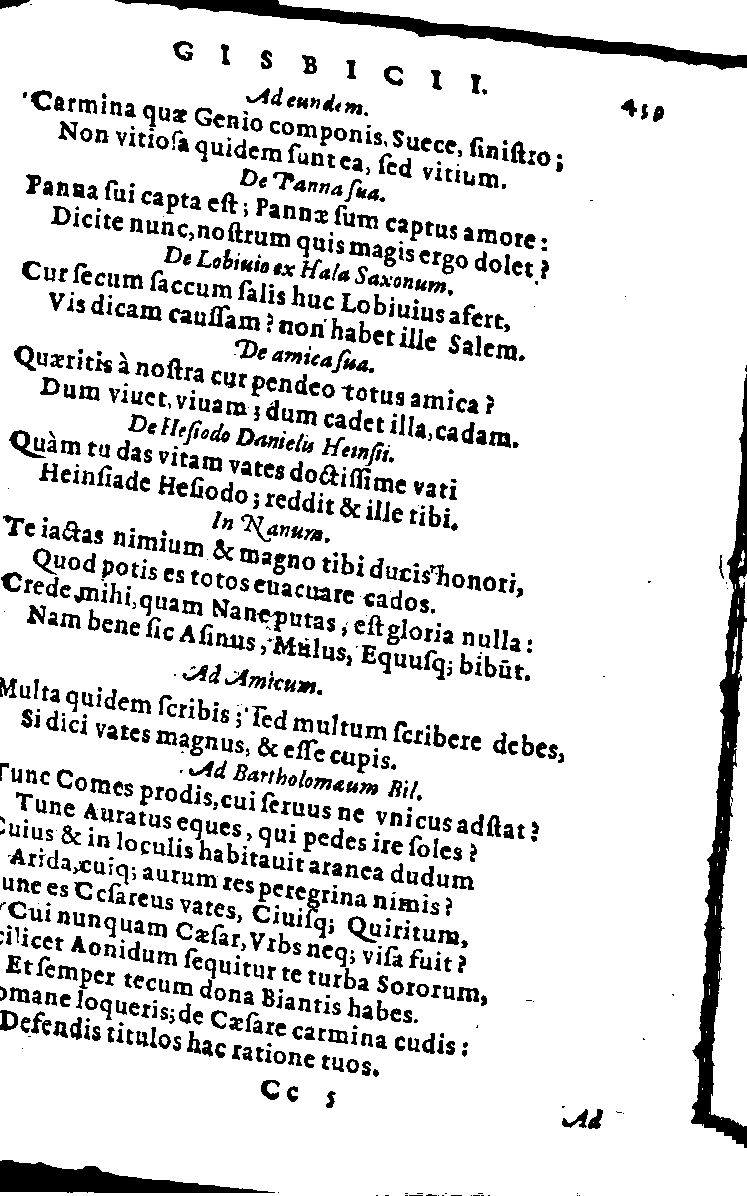 GISBICII.
459
Ad eundem.
Carmina quæ Genio componis, Suece, ſiniſtro;
Non vitioſa quidem ſunt ea, ſed vitium.
De Panna ſua.
Panna ſui capta eſt; Pannæ ſum captus amore:
Dicite nunc, noſtrum quis magis ergo dolet?
De Lobiuio ex Hala Saxonum.
Cur ſecum ſaccum ſalis huc Lobiuius afert,
Vis dicam cauſſam? non habet ille Salem.
De amica ſua.
Quæritis à noſtra cur pendeo totus amica?
Dum viuet, viuam; dum cadet illa, cadam.
De Heſiodo Danielis Heinſii.
Quàm tu das vitam vates doctiſſime vati
Heinſiade Heſiodo; reddit & ille tibi.
In Nanum.
Te iactas nimium & magno tibi ducis honori,
Quod potis es totos euacuare cados.
Crede mihi, quam Nane putas, eſt gloria nulla:
Nam bene ſic Aſinus, Mulus, Equuſq; bibūt.
Ad Amicum.
Multa quidem ſcribis; ſed multum ſcribere debes,
Si dici vates magnus, & eſſe cupis.
Ad Bartholomæum Bil.
Tunc Comes prodis, cui ſeruus ne vnicus adſtat?
Tune Auratus eques, qui pedes ire ſoles?
Cuius & in loculis habitauit aranea dudum
Arida, cuiq; aurum res peregrina nimis?
une es Ceſareus vates, Ciuiſq; Quiritum,
Cui nunquam Cæſar, Vrbs neq; viſa fuit?
cilicet Aonidum ſequitur te turba Sororum,
Et ſemper tecum dona Biantis habes.
omane loqueris; de Cæſare carmina cudis:
Defendis titulos hac ratione tuos.
Cc 5
Ad